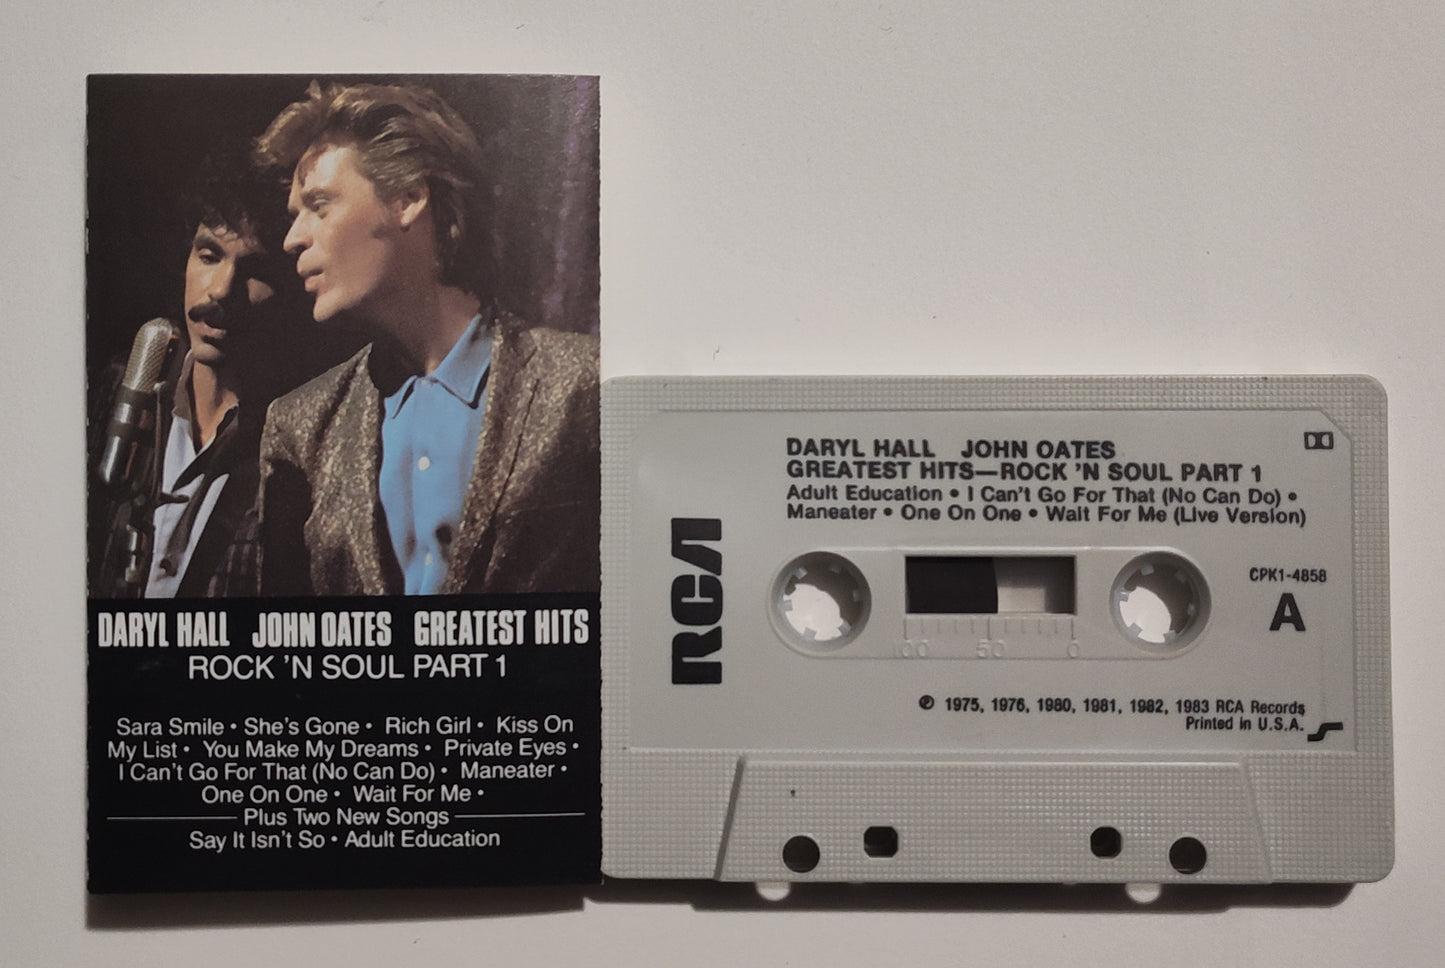 DARYL HALL JOHN OATES GREATEST HITS
ROCK 'N SOUL PART 1
Sara Smile • She's Gone • Rich Girl • Kiss On
My List • You Make My Dreams • Private Eyes •
I Can't Go For That (No Can Do) • Maneater •
One On One • Wait For Me •
Plus Two New Songs
Say It Isn't So • Adult Education
DARYL HALL JOHN OATES
GREATEST HITS—ROCK 'N SOUL PART 1
Adult Education • I Can't Go For That (No Can Do) •
Maneater • One On One • Wait For Me (Live Version)
RCA
CPK1-4858
A
100 50 0
℗ 1975, 1976, 1980, 1981, 1982, 1983 RCA Records
Printed in U.S.A.